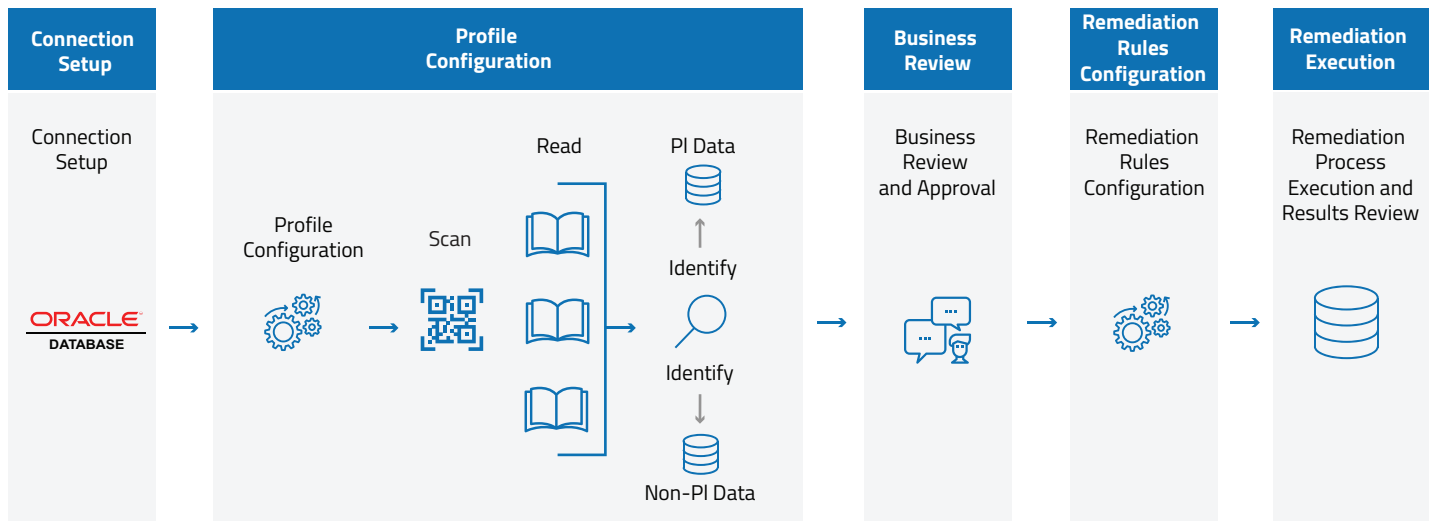 Connection
Setup
Profile
Configuration
Business
Review
Remediation
Rules
Configuration
Remediation
Execution
Connection
Setup
ORACLE
DATABASE
Profile
Configuration
Scan
Read
PI Data
Identify
Identify
Non-PI Data
Business
Review
and Approval
Remediation
Rules
Configuration
Remediation
Process
Execution and
Results Review